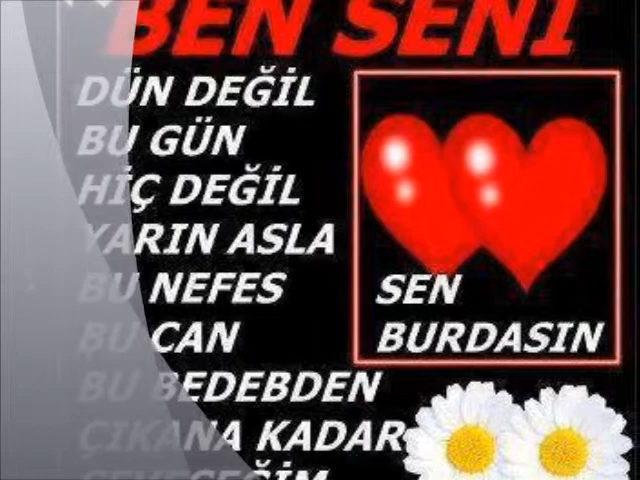 BEN SENİ
DÜN DEĞİL
BU GÜN
HİÇ DEĞİL
YARIN ASLA
BU NEFES
BU CAN
BU BEDEBDEN
ÇIKANA KADAR
SEVECEĞİM
SEN
BURDASIN